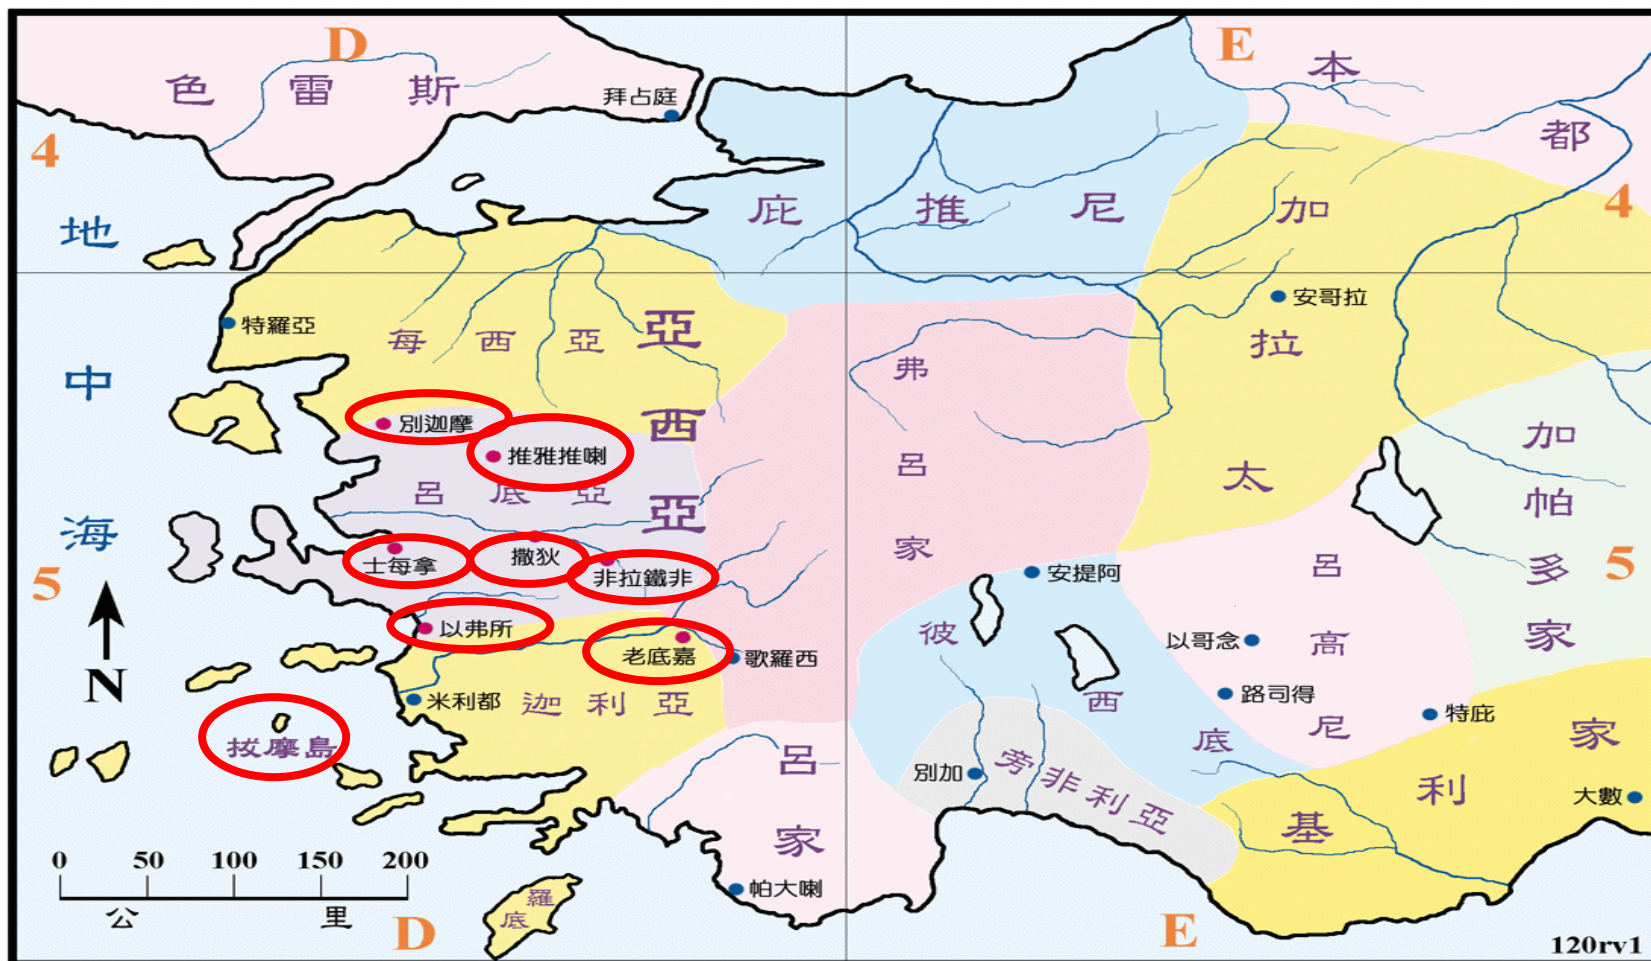 D
E
色雷斯
本
都
拜占庭
4
地
中
海
庇推尼
加
拉
太
4
安哥拉
特羅亞
每西亞
亞
西
亞
弗
呂
家
別迦摩
推雅推喇
呂底亞
加
帕
多
家
士每拿
撒狄
非拉鐵非
安提阿
呂
高
尼
5
5
以弗所
老底嘉
歌羅西
彼
西
底
以哥念
N
米利都
迦利亞
路司得
特庇
拔摩島
呂
家
別加
旁非利亞
基
利
家
大數
0 50 100 150 200
公里
帕大喇
羅
底
D
E
120rv1